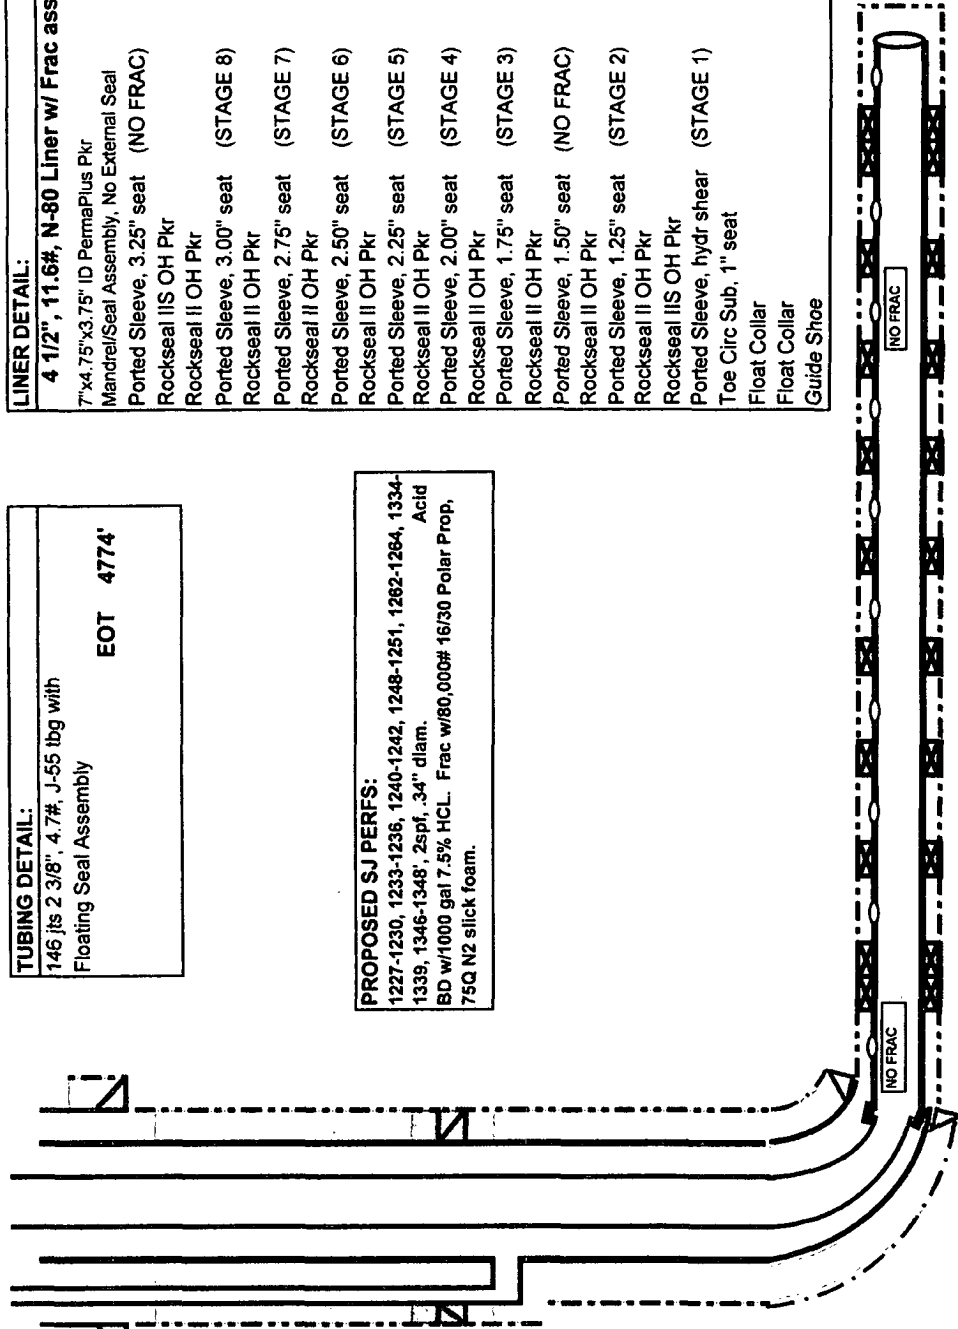 TUBING DETAIL:
146 jts 2 3/8", 4.7#, J-55 tbg with
Floating Seal Assembly
EOT 4774'
PROPOSED SJ PERFS:
1227-1230, 1233-1236, 1240-1242, 1248-1251, 1262-1264, 1334-
1339, 1346-1348', 2spf, .34" diam. Acid
BD w/1000 gal 7.5% HCL. Frac w/80,000# 16/30 Polar Prop,
75Q N2 slick foam.
LINER DETAIL:
4 1/2", 11.6#, N-80 Liner w/ Frac ass
7"x4.75"x3.75" ID PermaPlus Pkr
Mandrel/Seal Assembly, No External Seal
Ported Sleeve, 3.25" seat (NO FRAC)
Rockseal IIS OH Pkr
Rockseal II OH Pkr
Ported Sleeve, 3.00" seat (STAGE 8)
Rockseal II OH Pkr
Ported Sleeve, 2.75" seat (STAGE 7)
Rockseal II OH Pkr
Ported Sleeve, 2.50" seat (STAGE 6)
Rockseal II OH Pkr
Ported Sleeve, 2.25" seat (STAGE 5)
Rockseal II OH Pkr
Ported Sleeve, 2.00" seat (STAGE 4)
Rockseal II OH Pkr
Ported Sleeve, 1.75" seat (STAGE 3)
Rockseal II OH Pkr
Ported Sleeve, 1.50" seat (NO FRAC)
Rockseal II OH Pkr
Ported Sleeve, 1.25" seat (STAGE 2)
Rockseal II OH Pkr
Rockseal IIS OH Pkr
Ported Sleeve, hydr shear (STAGE 1)
Toe Circ Sub, 1" seat
Float Collar
Float Collar
Guide Shoe
NO FRAC
NO FRAC